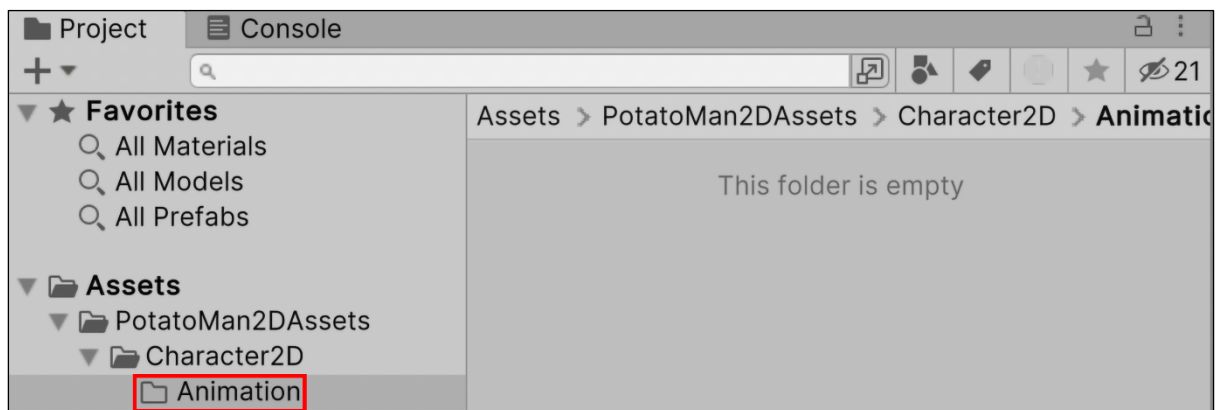 Project Console
21
Favorites
Assets > PotatoMan2DAssets > Character2D > Animatic
All Materials
All Models
This folder is empty
All Prefabs
Assets
PotatoMan2DAssets
Character2D
Animation